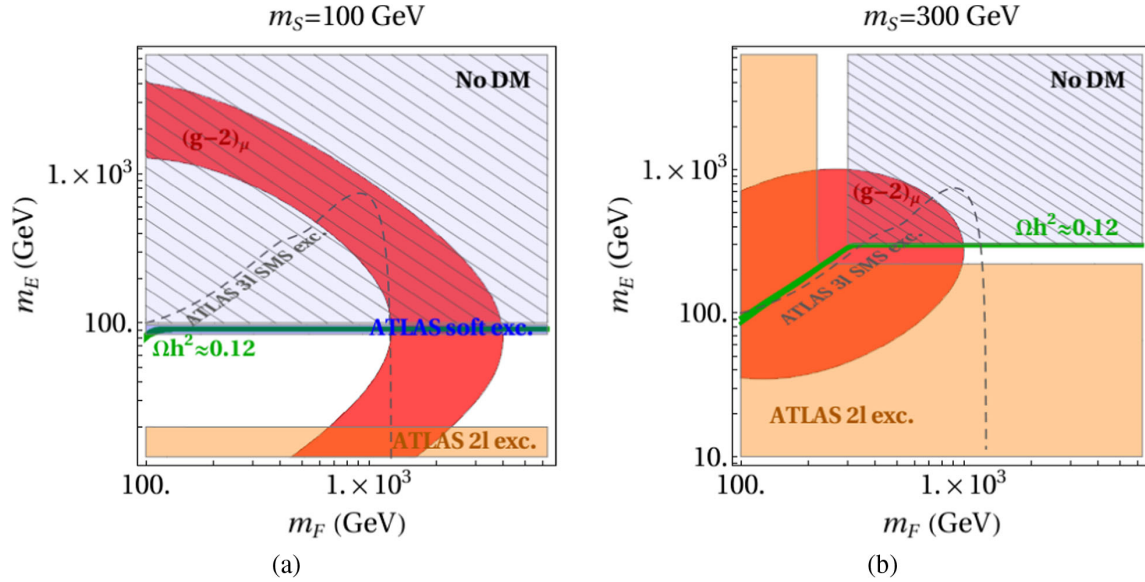 m_S=100 GeV
No DM
(g−2)_μ
1.×10³
m_E (GeV)
ATLAS 3l SMS exc.
100.
ATLAS soft exc.
Ωh²≈0.12
ATLAS 2l exc.
100.
1.×10³
m_F (GeV)
(a)
m_S=300 GeV
No DM
1.×10³
(g−2)_μ
Ωh²≈0.12
m_E (GeV)
ATLAS 3l SMS exc.
100.
ATLAS 2l exc.
10.
100.
1.×10³
m_F (GeV)
(b)